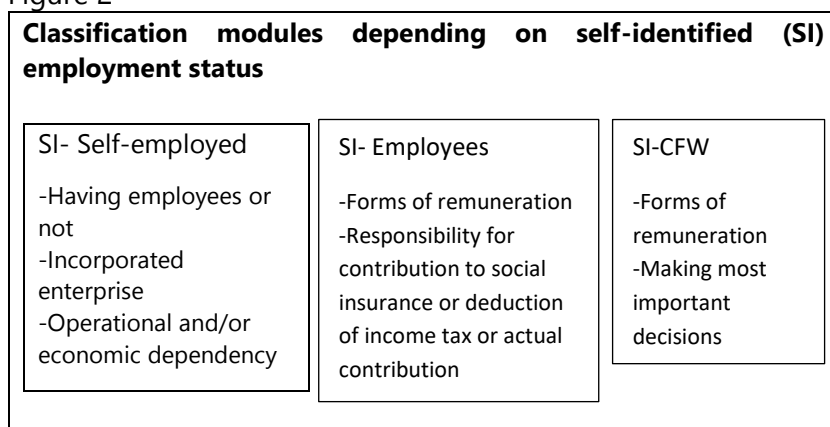 Classification modules depending on self-identified (SI)
employment status
SI- Self-employed
-Having employees or
not
-Incorporated
enterprise
-Operational and/or
economic dependency
SI- Employees
-Forms of remuneration
-Responsibility for
contribution to social
insurance or deduction
of income tax or actual
contribution
SI-CFW
-Forms of
remuneration
-Making most
important
decisions